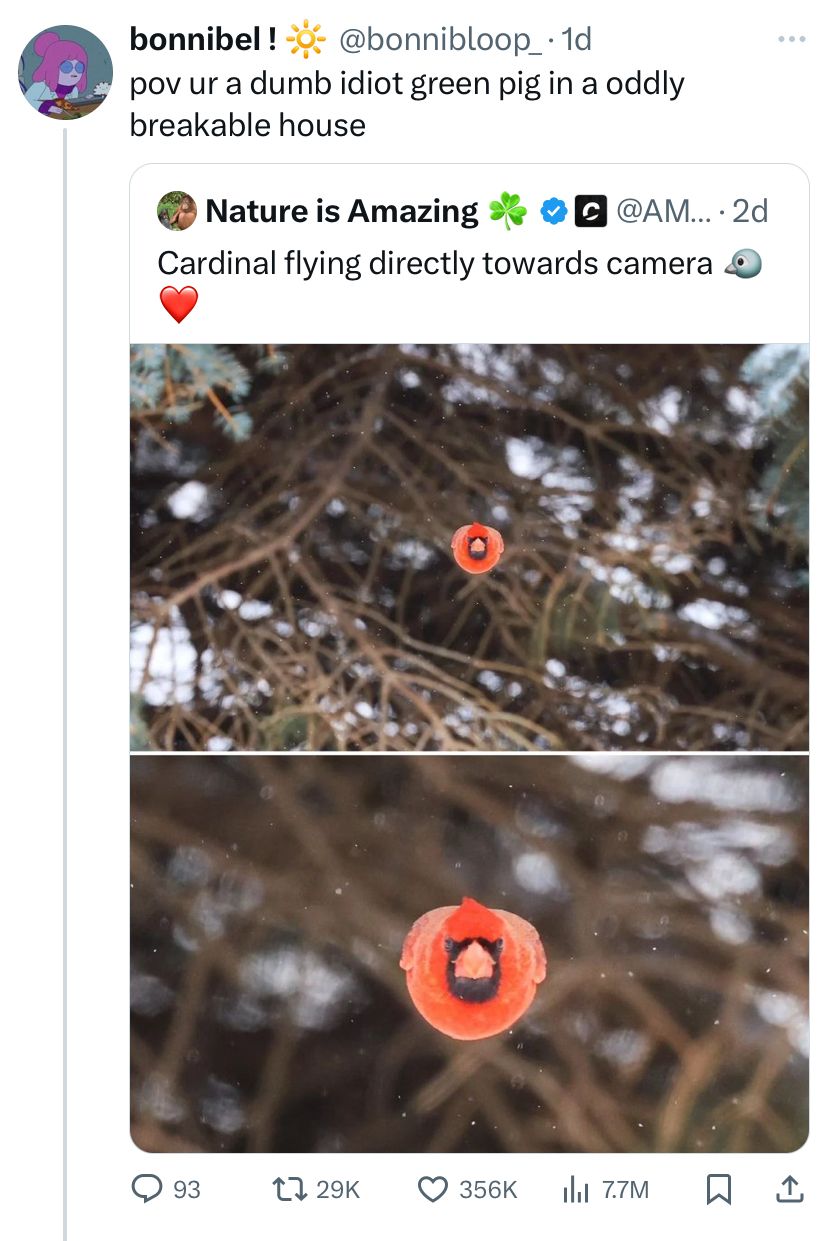 bonnibel ! 🔆 @bonnibloop_ · 1d
pov ur a dumb idiot green pig in a oddly
breakable house
Nature is Amazing ☘️ @AM... · 2d
Cardinal flying directly towards camera 🐦
❤️
93 29K 356K 7.7M